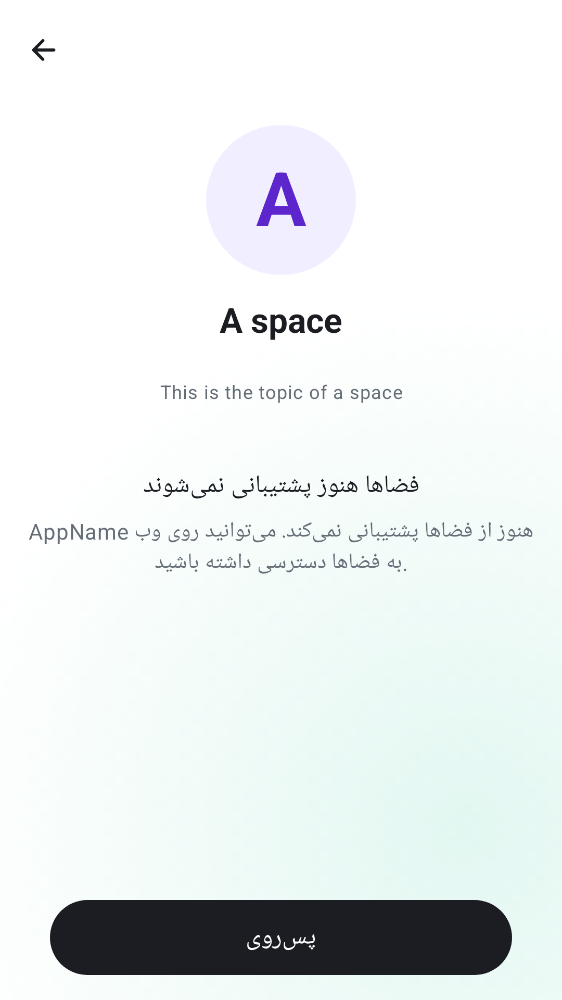 A
A space
This is the topic of a space
فضاها هنوز پشتیبانی نمی‌شوند
AppName هنوز از فضاها پشتیبانی نمی‌کند. می‌توانید روی وب
به فضاها دسترسی داشته باشید.
پس‌روی